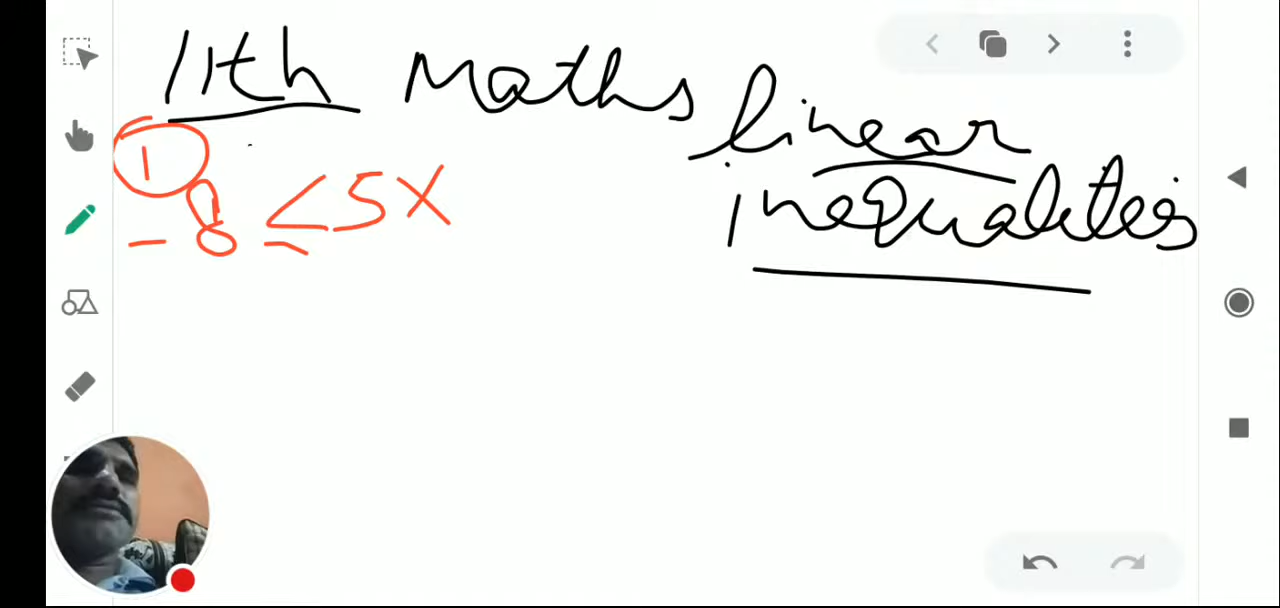 11th Maths linear
inequalities
1
- 8 ≤ 5X